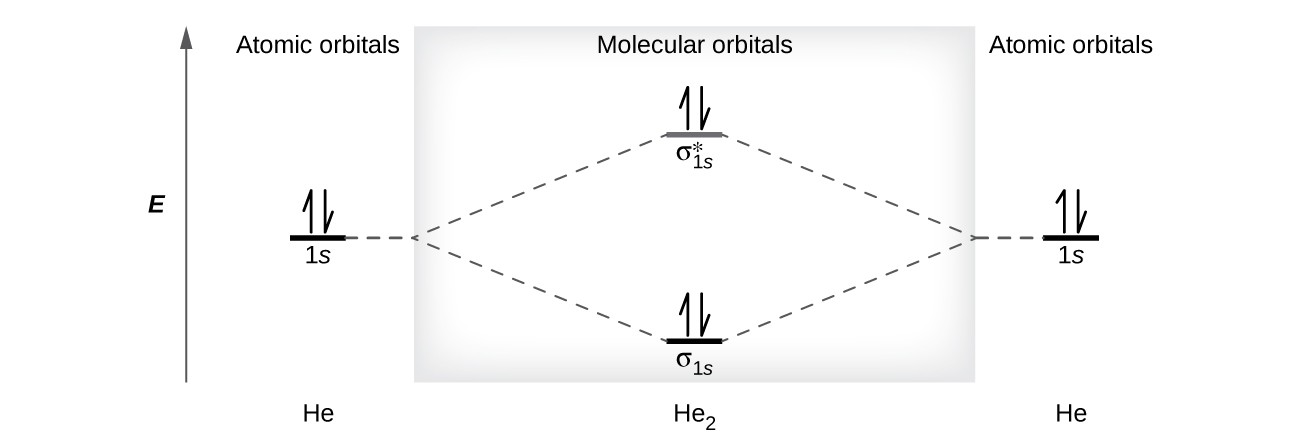 Atomic orbitals Molecular orbitals Atomic orbitals
σ*1s
E
1s 1s
σ1s
He He2 He